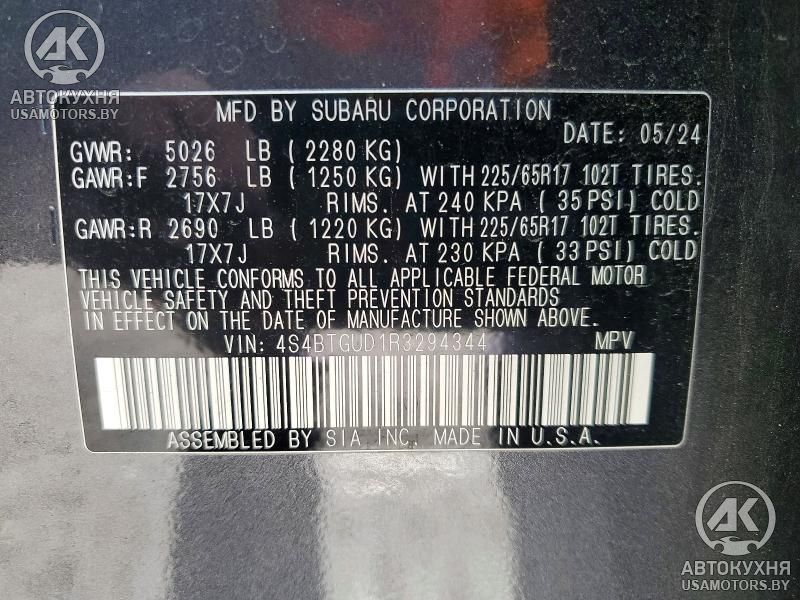 AK
АВТОКУХНЯ
USAMOTORS.BY
MFD BY SUBARU CORPORATION
DATE: 05/24
GVWR: 5026 LB ( 2280 KG)
GAWR:F 2756 LB ( 1250 KG) WITH 225/65R17 102T TIRES.
17X7J RIMS. AT 240 KPA ( 35 PSI) COLD
GAWR:R 2690 LB ( 1220 KG) WITH 225/65R17 102T TIRES.
17X7J RIMS. AT 230 KPA ( 33 PSI) COLD
THIS VEHICLE CONFORMS TO ALL APPLICABLE FEDERAL MOTOR
VEHICLE SAFETY AND THEFT PREVENTION STANDARDS
IN EFFECT ON THE DATE OF MANUFACTURE SHOWN ABOVE.
VIN: 4S4BTGUD1R3294344 MPV
ASSEMBLED BY SIA INC. MADE IN U.S.A.
AK
АВТОКУХНЯ
USAMOTORS.BY